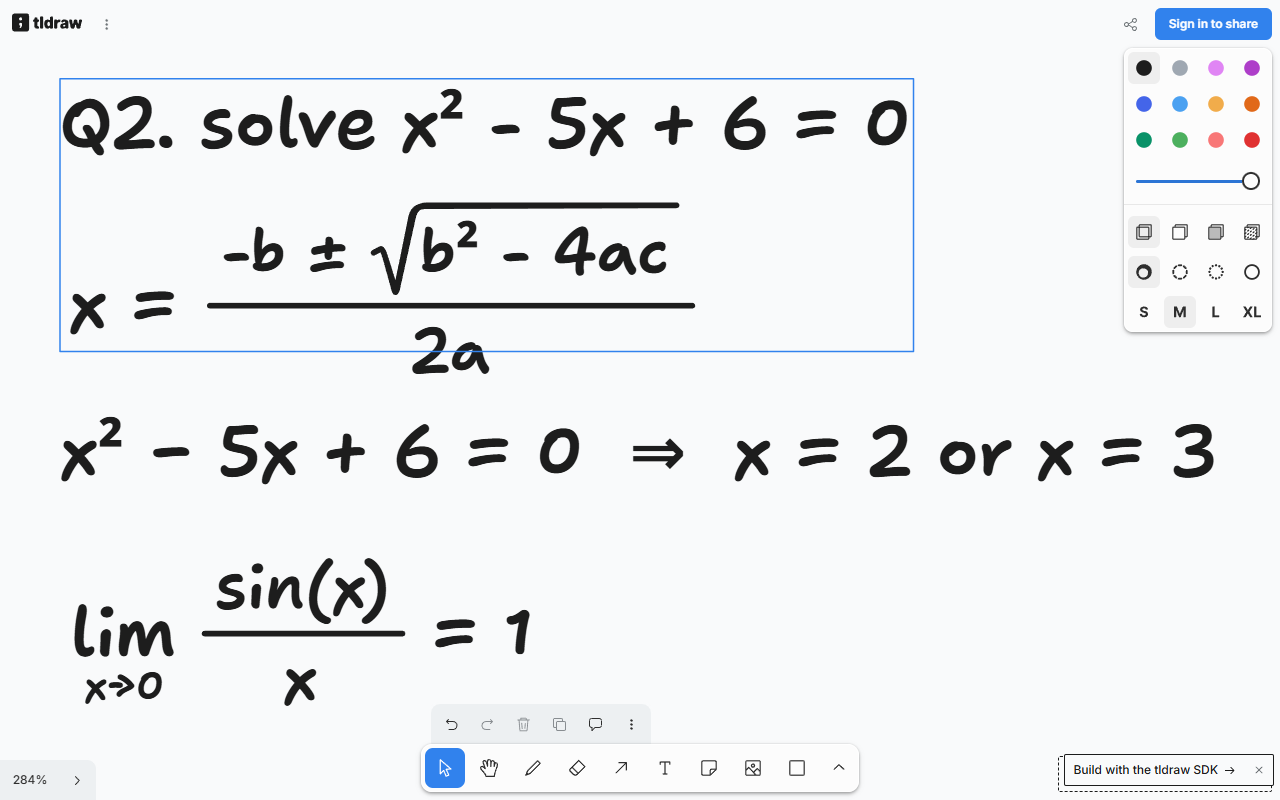 tldraw
Sign in to share
Q2. solve x² - 5x + 6 = 0
x = (-b ± √(b² - 4ac)) / 2a
x² - 5x + 6 = 0 ⇒ x = 2 or x = 3
lim x→0 sin(x) / x = 1
S M L XL
284%
Build with the tldraw SDK →